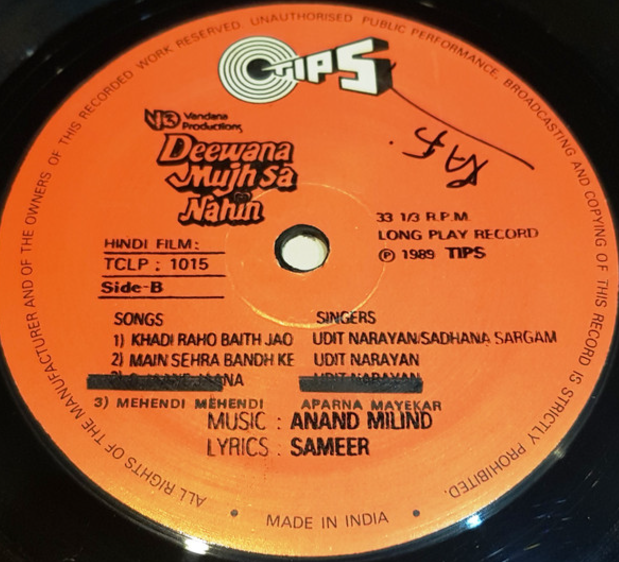 ALL RIGHTS OF THE MANUFACTURER AND OF THE OWNERS OF THIS RECORDED WORK RESERVED. UNAUTHORISED PUBLIC PERFORMANCE, BROADCASTING AND COPYING OF THIS RECORD IS STRICTLY PROHIBITED.
TIPS
Vandana
Productions
Deewana
Mujh sa
Nahin
33 1/3 R.P.M.
LONG PLAY RECORD
℗ 1989 TIPS
HINDI FILM:
TCLP : 1015
Side-B
SONGS SINGERS
1) KHADI RAHO BAITH JAO UDIT NARAYAN/SADHANA SARGAM
2) MAIN SEHRA BANDH KE UDIT NARAYAN
UDIT NARAYAN
3) MEHENDI MEHENDI APARNA MAYEKAR
MUSIC : ANAND MILIND
LYRICS : SAMEER
MADE IN INDIA